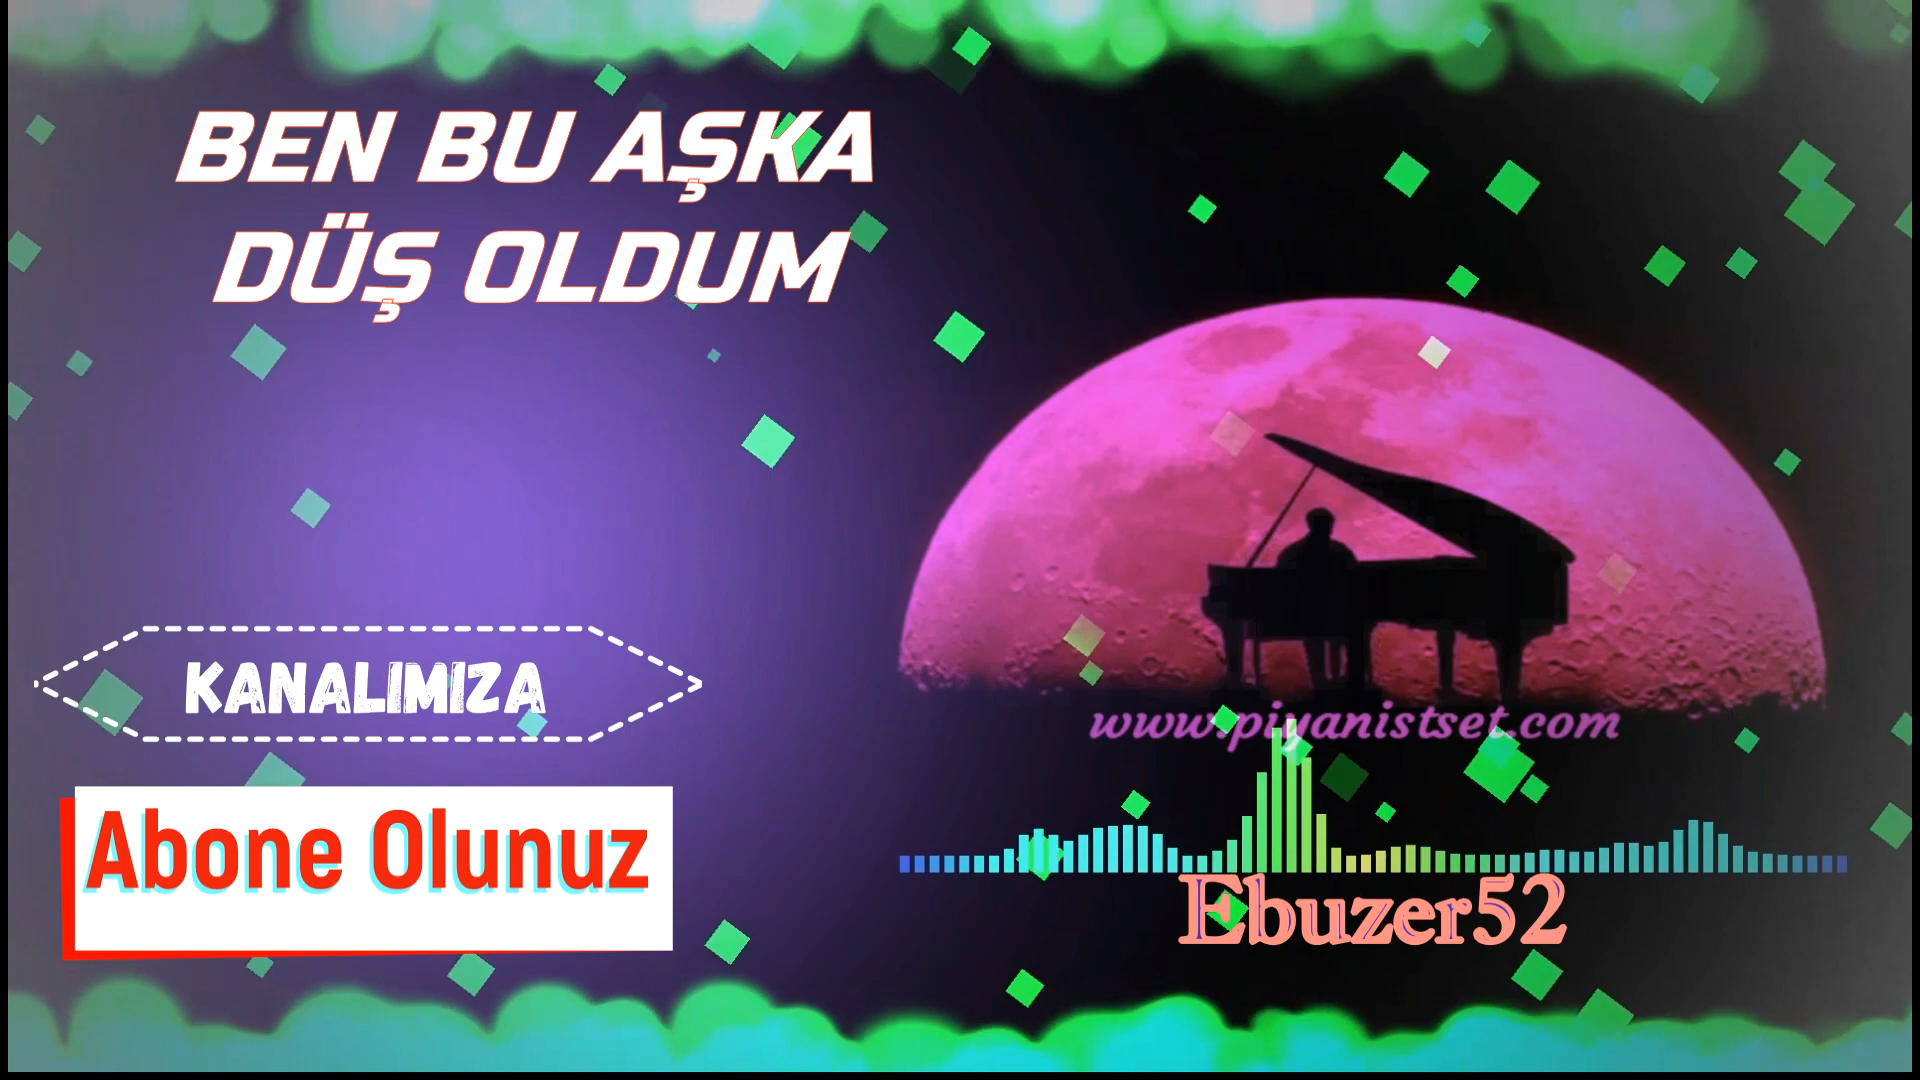 BEN BU AŞKA
DÜŞ OLDUM
KANALIMIZA
Abone Olunuz
www.piyanistset.com
Ebuzer52